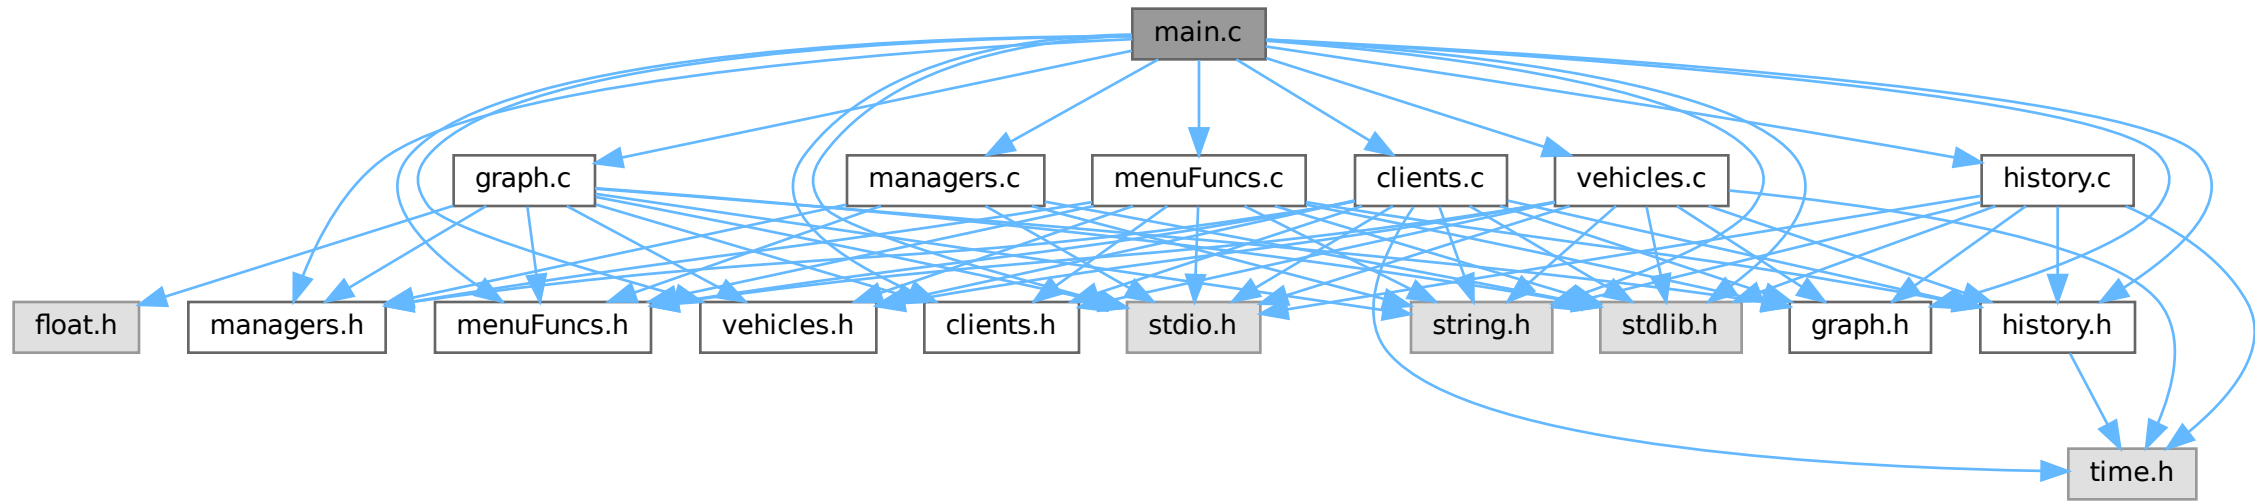 main.c
graph.c
managers.c
menuFuncs.c
clients.c
vehicles.c
history.c
float.h
managers.h
menuFuncs.h
vehicles.h
clients.h
stdio.h
string.h
stdlib.h
graph.h
history.h
time.h